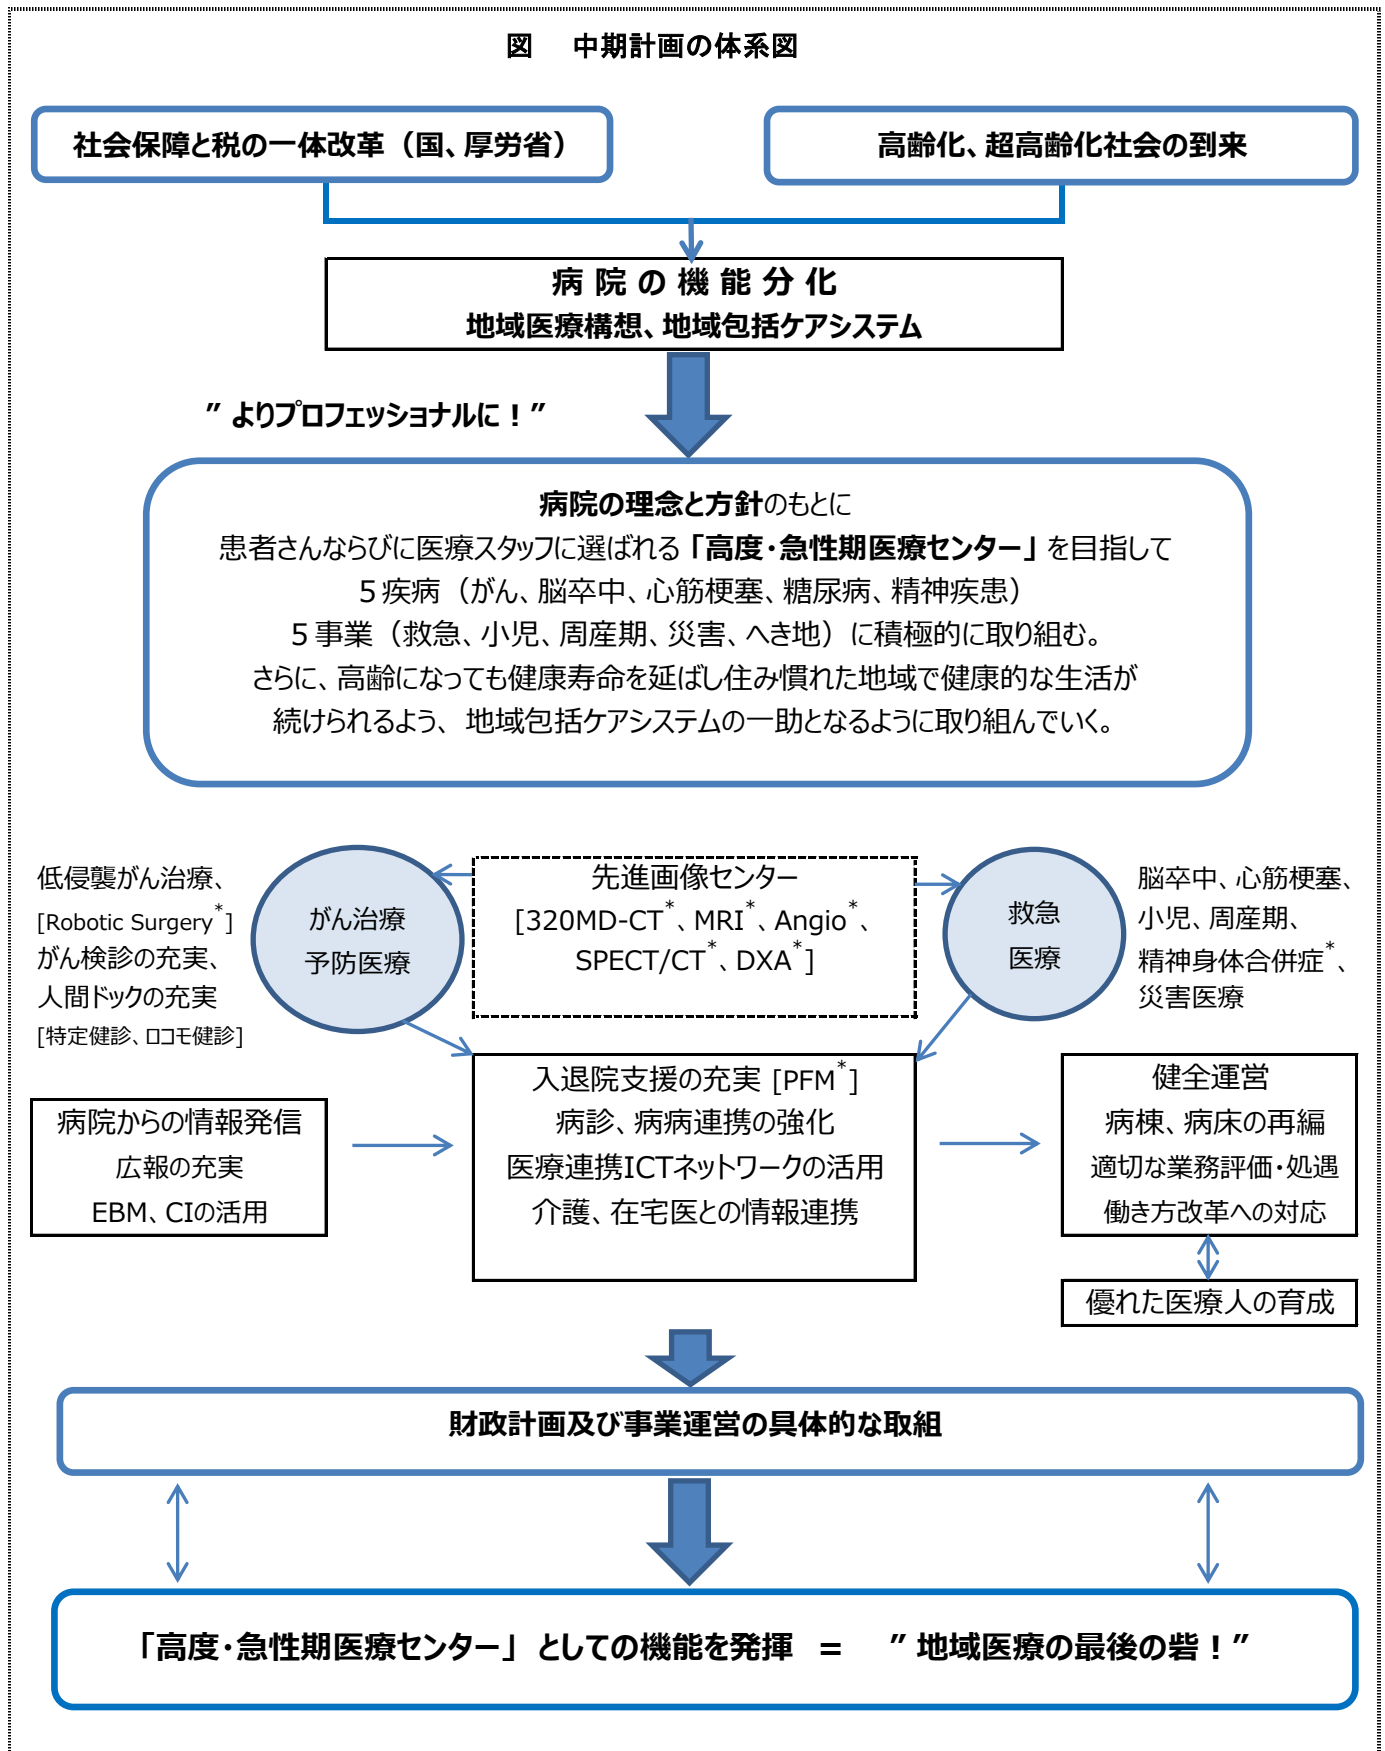 図　中期計画の体系図
社会保障と税の一体改革（国、厚労省）
高齢化、超高齢化社会の到来
病 院 の 機 能 分 化
地域医療構想、地域包括ケアシステム
″よりプロフェッショナルに！″
病院の理念と方針のもとに
患者さんならびに医療スタッフに選ばれる「高度・急性期医療センター」を目指して
５疾病（がん、脳卒中、心筋梗塞、糖尿病、精神疾患）
５事業（救急、小児、周産期、災害、へき地）に積極的に取り組む。
さらに、高齢になっても健康寿命を延ばし住み慣れた地域で健康的な生活が
続けられるよう、地域包括ケアシステムの一助となるように取り組んでいく。
低侵襲がん治療、
[Robotic Surgery*]
がん検診の充実、
人間ドックの充実
[特定健診、ロコモ健診]
がん治療
予防医療
先進画像センター
[320MD-CT*、MRI*、Angio*、
SPECT/CT*、DXA*]
救急
医療
脳卒中、心筋梗塞、
小児、周産期、
精神身体合併症*、
災害医療
病院からの情報発信
広報の充実
EBM、CIの活用
入退院支援の充実 [PFM*]
病診、病病連携の強化
医療連携ICTネットワークの活用
介護、在宅医との情報連携
健全運営
病棟、病床の再編
適切な業務評価・処遇
働き方改革への対応
優れた医療人の育成
財政計画及び事業運営の具体的な取組
「高度・急性期医療センター」としての機能を発揮　＝　″地域医療の最後の砦！″